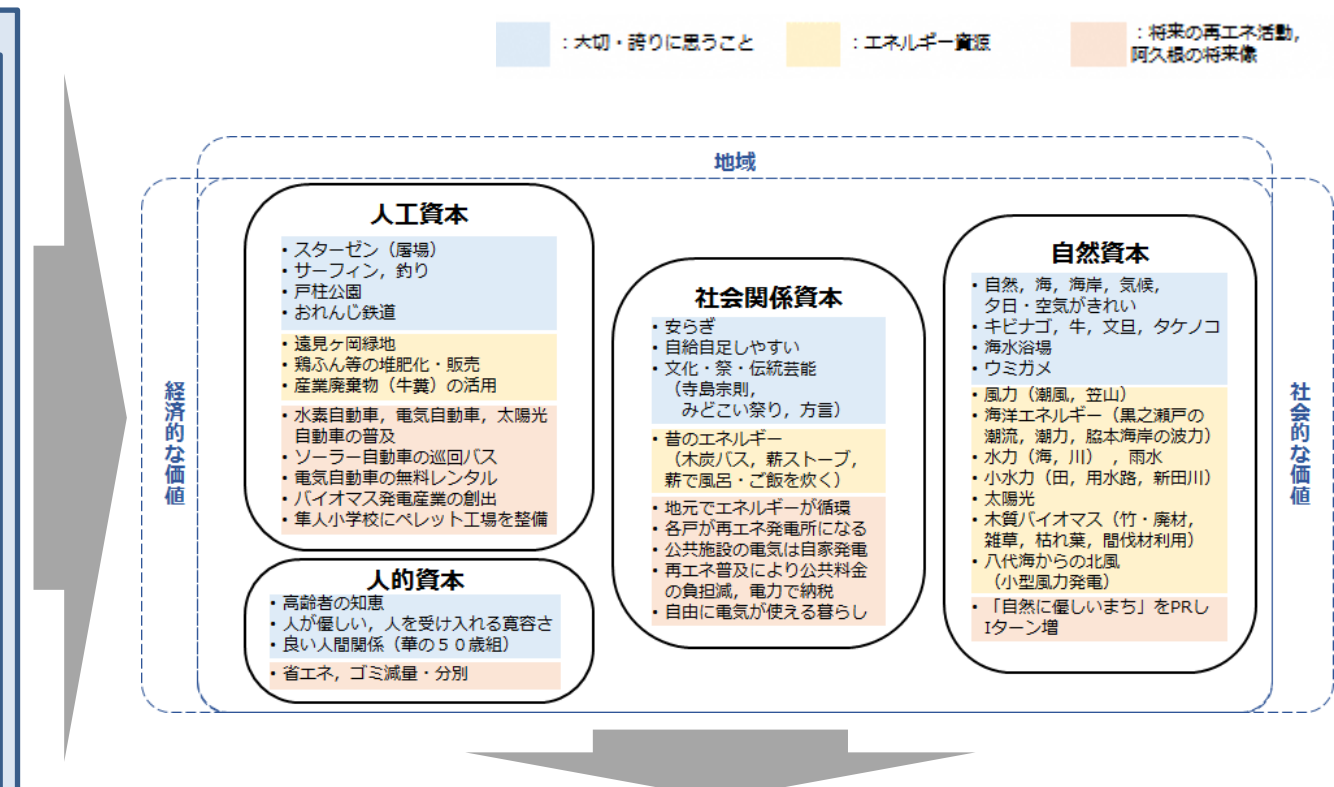 ：大切・誇りに思うこと
：エネルギー資源
：将来の再エネ活動，
阿久根の将来像
地域
経済的な価値
人工資本
・スターゼン（屠場）
・サーフィン，釣り
・戸柱公園
・おれんじ鉄道
・遠見ヶ岡緑地
・鶏ふん等の堆肥化・販売
・産業廃棄物（牛糞）の活用
・水素自動車，電気自動車，太陽光
自動車の普及
・ソーラー自動車の巡回バス
・電気自動車の無料レンタル
・バイオマス発電産業の創出
・隼人小学校にペレット工場を整備
人的資本
・高齢者の知恵
・人が優しい，人を受け入れる寛容さ
・良い人間関係（華の５０歳組）
・省エネ，ゴミ減量・分別
社会関係資本
・安らぎ
・自給自足しやすい
・文化・祭・伝統芸能
（寺島宗則，
みどこい祭り，方言）
・昔のエネルギー
（木炭バス，薪ストーブ，
薪で風呂・ご飯を炊く）
・地元でエネルギーが循環
・各戸が再エネ発電所になる
・公共施設の電気は自家発電
・再エネ普及により公共料金
の負担減，電力で納税
・自由に電気が使える暮らし
自然資本
・自然，海，海岸，気候，
夕日・空気がきれい
・キビナゴ，牛，文旦，タケノコ
・海水浴場
・ウミガメ
・風力（潮風，笠山）
・海洋エネルギー（黒之瀬戸の
潮流，潮力，脇本海岸の波力）
・水力（海，川），雨水
・小水力（田，用水路，新田川）
・太陽光
・木質バイオマス（竹・廃材，
雑草，枯れ葉，間伐材利用）
・八代海からの北風
（小型風力発電）
・「自然に優しいまち」をPRし
Iターン増
社会的な価値